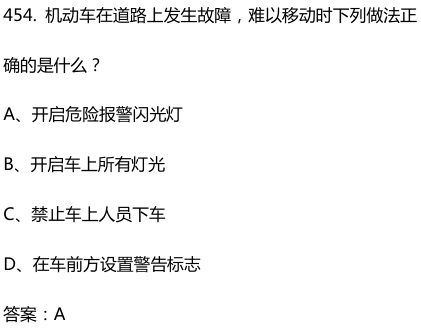 454. 机动车在道路上发生故障，难以移动时下列做法正
确的是什么？
A、开启危险报警闪光灯
B、开启车上所有灯光
C、禁止车上人员下车
D、在车前方设置警告标志
答案：A